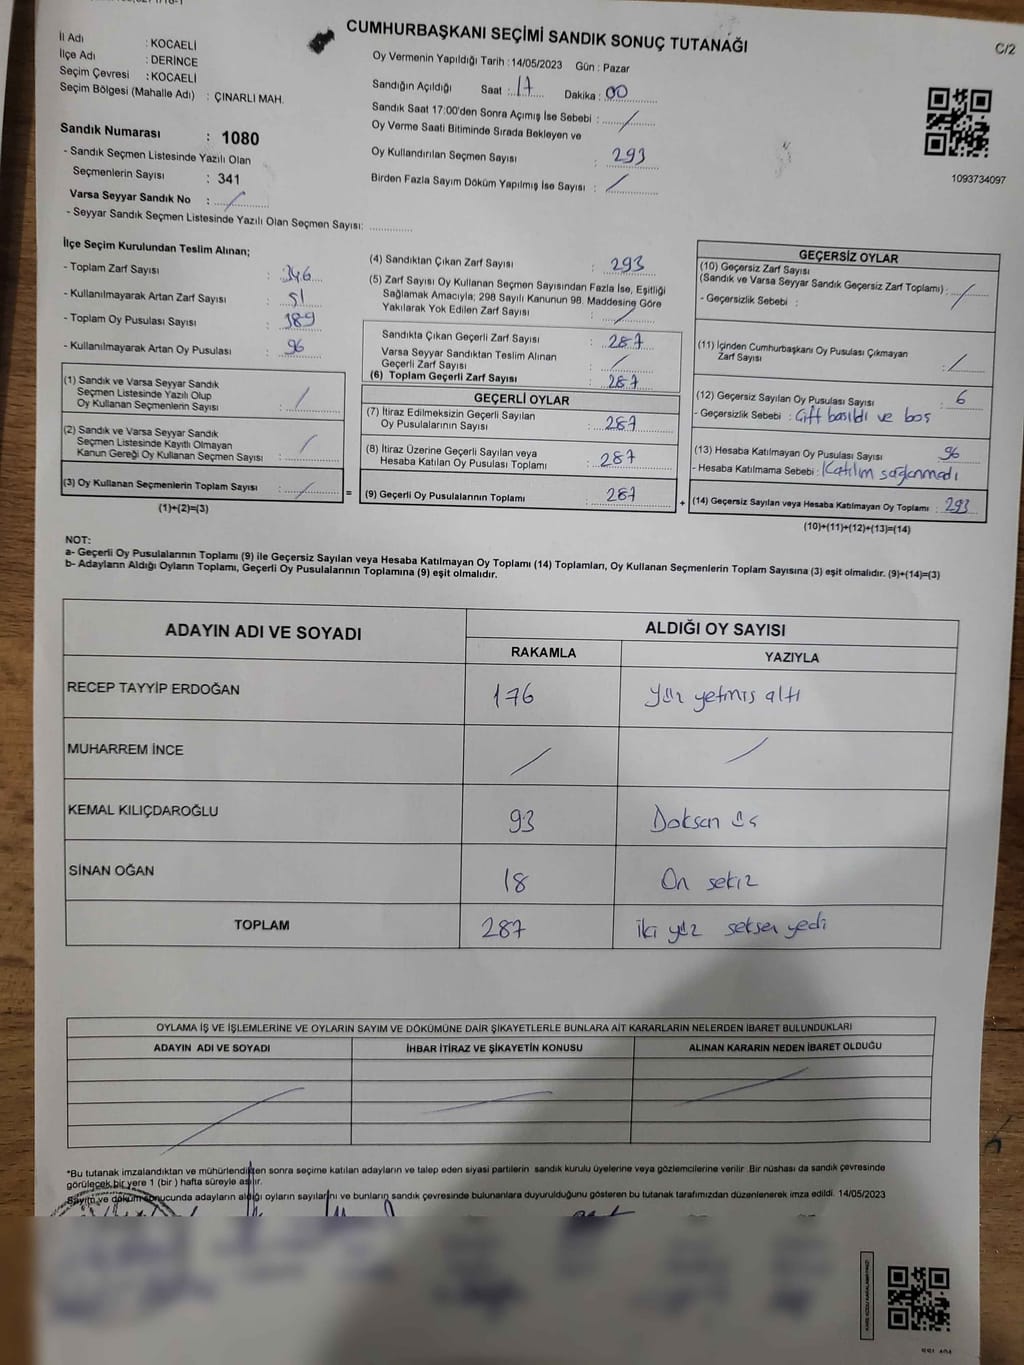 CUMHURBAŞKANI SEÇİMİ SANDIK SONUÇ TUTANAĞI
C/2
İl Adı : KOCAELİ
İlçe Adı : DERİNCE
Seçim Çevresi : KOCAELİ
Seçim Bölgesi (Mahalle Adı) : ÇINARLI MAH.
Sandık Numarası : 1080
- Sandık Seçmen Listesinde Yazılı Olan
Seçmenlerin Sayısı : 341
Varsa Seyyar Sandık No : /
- Seyyar Sandık Seçmen Listesinde Yazılı Olan Seçmen Sayısı: ............
Oy Vermenin Yapıldığı Tarih : 14/05/2023 Gün : Pazar
Sandığın Açıldığı Saat : 17 Dakika : 00
Sandık Saat 17:00'den Sonra Açımış İse Sebebi : /
Oy Verme Saati Bitiminde Sırada Bekleyen ve
Oy Kullandırılan Seçmen Sayısı : 293
Birden Fazla Sayım Döküm Yapılmış İse Sayısı : /
1093734097
İlçe Seçim Kurulundan Teslim Alınan;
- Toplam Zarf Sayısı : 346
- Kullanılmayarak Artan Zarf Sayısı : 51
- Toplam Oy Pusulası Sayısı : 389
- Kullanılmayarak Artan Oy Pusulası : 96
(1) Sandık ve Varsa Seyyar Sandık
Seçmen Listesinde Yazılı Olup
Oy Kullanan Seçmenlerin Sayısı : /
(2) Sandık ve Varsa Seyyar Sandık
Seçmen Listesinde Kayıtlı Olmayan
Kanun Gereği Oy Kullanan Seçmen Sayısı : /
(3) Oy Kullanan Seçmenlerin Toplam Sayısı : /
(1)+(2)=(3)
=
(4) Sandıktan Çıkan Zarf Sayısı : 293
(5) Zarf Sayısı Oy Kullanan Seçmen Sayısından Fazla İse, Eşitliği
Sağlamak Amacıyla; 298 Sayılı Kanunun 98. Maddesine Göre
Yakılarak Yok Edilen Zarf Sayısı : /
Sandıkta Çıkan Geçerli Zarf Sayısı : 287
Varsa Seyyar Sandıktan Teslim Alınan
Geçerli Zarf Sayısı : /
(6) Toplam Geçerli Zarf Sayısı : 287
GEÇERLİ OYLAR
(7) İtiraz Edilmeksizin Geçerli Sayılan
Oy Pusulalarının Sayısı : 287
(8) İtiraz Üzerine Geçerli Sayılan veya
Hesaba Katılan Oy Pusulası Toplamı : 287
(9) Geçerli Oy Pusulalarının Toplamı : 287
+
GEÇERSİZ OYLAR
(10) Geçersiz Zarf Sayısı
(Sandık ve Varsa Seyyar Sandık Geçersiz Zarf Toplamı) : /
- Geçersizlik Sebebi :
(11) İçinden Cumhurbaşkanı Oy Pusulası Çıkmayan
Zarf Sayısı : /
(12) Geçersiz Sayılan Oy Pusulası Sayısı : 6
- Geçersizlik Sebebi : Çift basıldı ve boş
(13) Hesaba Katılmayan Oy Pusulası Sayısı : 96
- Hesaba Katılmama Sebebi : Katılım sağlanmadı
(14) Geçersiz Sayılan veya Hesaba Katılmayan Oy Toplamı : 293
(10)+(11)+(12)+(13)=(14)
NOT:
a- Geçerli Oy Pusulalarının Toplamı (9) ile Geçersiz Sayılan veya Hesaba Katılmayan Oy Toplamı (14) Toplamları, Oy Kullanan Seçmenlerin Toplam Sayısına (3) eşit olmalıdır. (9)+(14)=(3)
b- Adayların Aldığı Oyların Toplamı, Geçerli Oy Pusulalarının Toplamına (9) eşit olmalıdır.
ADAYIN ADI VE SOYADI
ALDIĞI OY SAYISI
RAKAMLA YAZIYLA
RECEP TAYYİP ERDOĞAN 176 Yüz yetmiş altı
MUHARREM İNCE / /
KEMAL KILIÇDAROĞLU 93 Doksan üç
SİNAN OĞAN 18 On sekiz
TOPLAM 287 iki yüz seksen yedi
OYLAMA İŞ VE İŞLEMLERİNE VE OYLARIN SAYIM VE DÖKÜMÜNE DAİR ŞİKAYETLERLE BUNLARA AİT KARARLARIN NELERDEN İBARET BULUNDUKLARI
ADAYIN ADI VE SOYADI İHBAR İTİRAZ VE ŞİKAYETİN KONUSU ALINAN KARARIN NEDEN İBARET OLDUĞU
*Bu tutanak imzalandıktan ve mühürlendikten sonra seçime katılan adayların ve talep eden siyasi partilerin sandık kurulu üyelerine veya gözlemcilerine verilir. Bir nüshası da sandık çevresinde
görülecek bir yere 1 (bir ) hafta süreyle asılır.
Sayım ve döküm sonucunda adayların aldığı oyların sayılarını ve bunların sandık çevresinde bulunanlara duyurulduğunu gösteren bu tutanak tarafımızdan düzenlenerek imza edildi. 14/05/2023